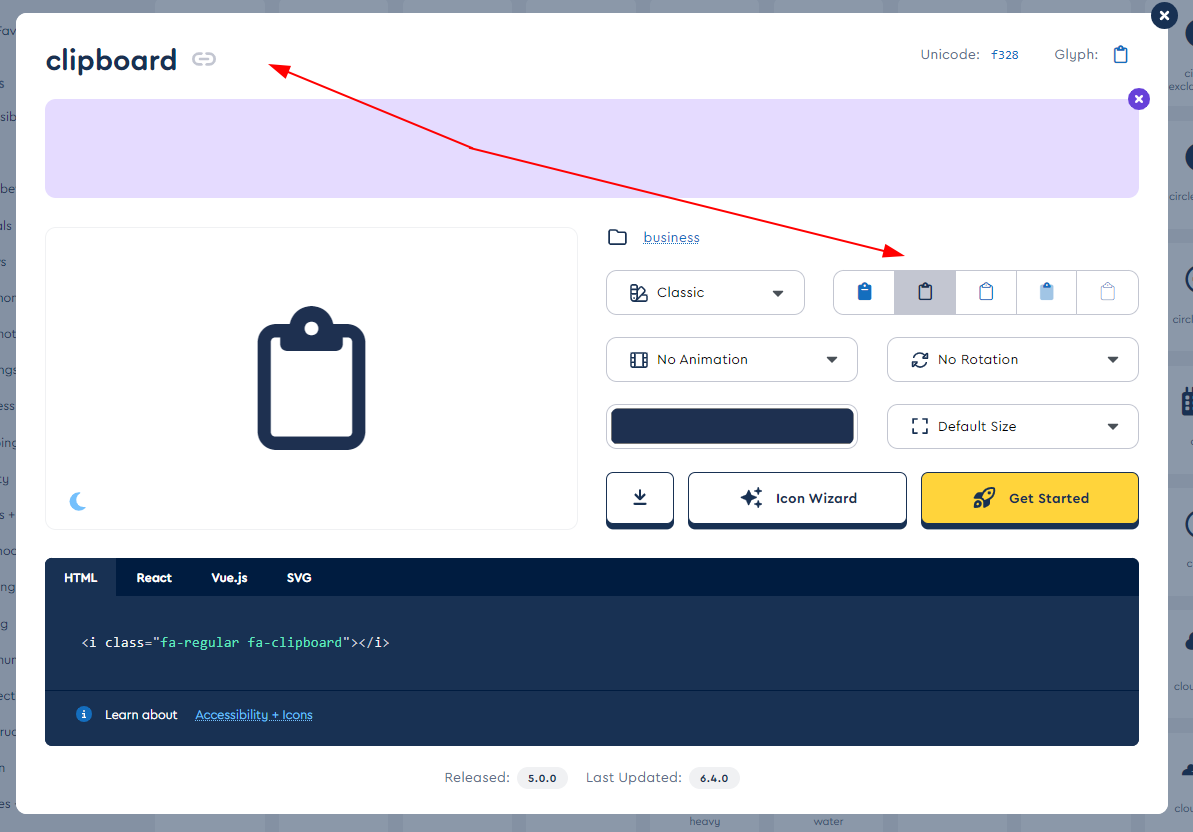 clipboard
Unicode: f328 Glyph:
business
Classic
No Animation
No Rotation
Default Size
Icon Wizard
Get Started
HTML React Vue.js SVG
<i class="fa-regular fa-clipboard"></i>
Learn about Accessibility + Icons
Released: 5.0.0 Last Updated: 6.4.0
heavy
water